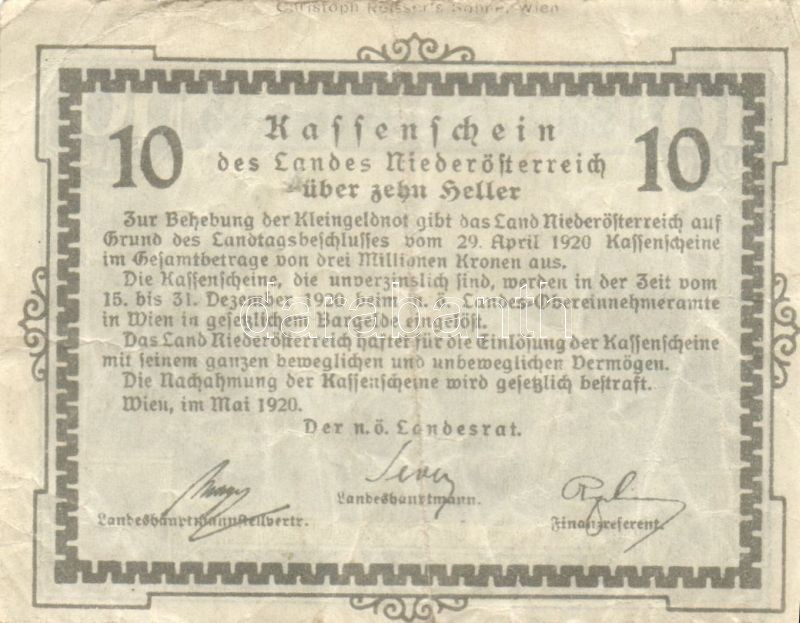 Christoph Reisser's Söhne, Wien
10 Kassenschein 10
des Landes Niederösterreich
über zehn Heller
Zur Behebung der Kleingeldnot gibt das Land Niederösterreich auf
Grund des Landtagsbeschlusses vom 29. April 1920 Kassenscheine
im Gesamtbetrage von drei Millionen Kronen aus.
Die Kassenscheine, die unverzinslich sind, werden in der Zeit vom
15. bis 31. Dezember 1920 beim n. ö. Landes-Obereinnehmeramte
in Wien in gesetzlichem Bargelde eingelöst.
Das Land Niederösterreich haftet für die Einlösung der Kassenscheine
mit seinem ganzen beweglichen und unbeweglichen Vermögen.
Die Nachahmung der Kassenscheine wird gesetzlich bestraft.
Wien, im Mai 1920.
Der n. ö. Landesrat.
Sever
Landeshauptmann.
Landeshauptmannstellvertr.
Finanzreferent.
darabanth